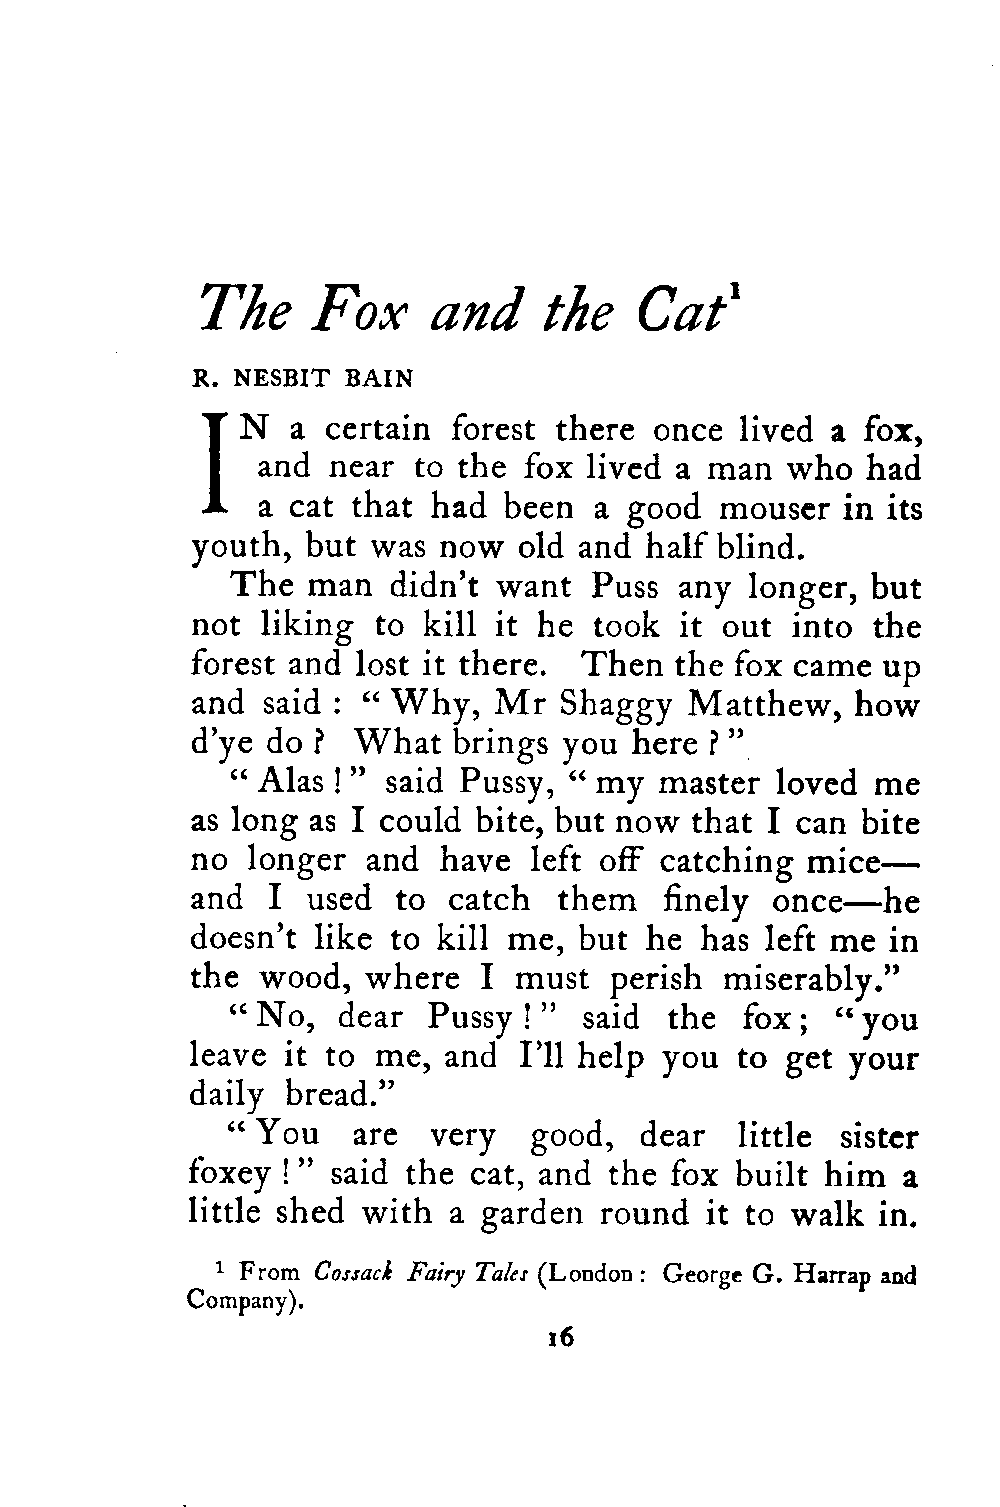 The Fox and the Cat¹
R. NESBIT BAIN
IN a certain forest there once lived a fox,
and near to the fox lived a man who had
a cat that had been a good mouser in its
youth, but was now old and half blind.
The man didn't want Puss any longer, but
not liking to kill it he took it out into the
forest and lost it there. Then the fox came up
and said : “ Why, Mr Shaggy Matthew, how
d'ye do ? What brings you here ? ”
“ Alas ! ” said Pussy, “ my master loved me
as long as I could bite, but now that I can bite
no longer and have left off catching mice—
and I used to catch them finely once—he
doesn't like to kill me, but he has left me in
the wood, where I must perish miserably.”
“ No, dear Pussy ! ” said the fox ; “ you
leave it to me, and I'll help you to get your
daily bread.”
“ You are very good, dear little sister
foxey ! ” said the cat, and the fox built him a
little shed with a garden round it to walk in.
¹ From Cossack Fairy Tales (London : George G. Harrap and
Company).
16